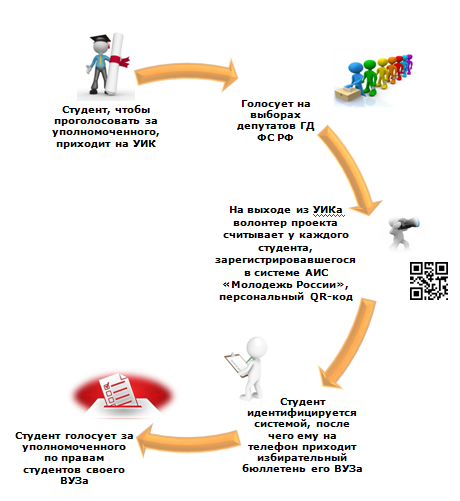 Студент, чтобы
проголосовать за
уполномоченного,
приходит на УИК
Голосует на
выборах
депутатов ГД
ФС РФ
На выходе из УИКа
волонтер проекта
считывает у каждого
студента,
зарегистрировавшегося
в системе АИС
«Молодежь России»,
персональный QR-код
Студент
идентифицируется
системой, после
чего ему на
телефон приходит
избирательный
бюллетень его ВУЗа
Студент голосует за
уполномоченного
по правам
студентов своего
ВУЗа